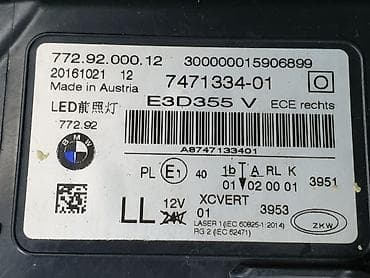 772.92.000.12 300000015906899
20161021 12 7471334-01
Made in Austria
LED前照灯 E3D355 V ECE rechts
772.92
BMW
A8747133401
PL E1 40 1b A RL K
01 02 00 01 3951
LL 12V XCVERT
24V 01 3953
LASER 1 (IEC 60825-1:2014)
RG 2 (IEC 62471)
ZKW